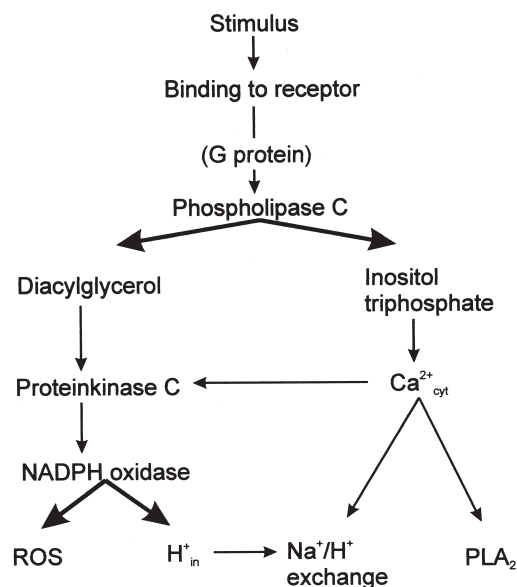 Stimulus
Binding to receptor
(G protein)
Phospholipase C
Diacylglycerol
Inositol
triphosphate
Proteinkinase C
Ca²⁺cyt
NADPH oxidase
ROS
H⁺in
Na⁺/H⁺
exchange
PLA₂